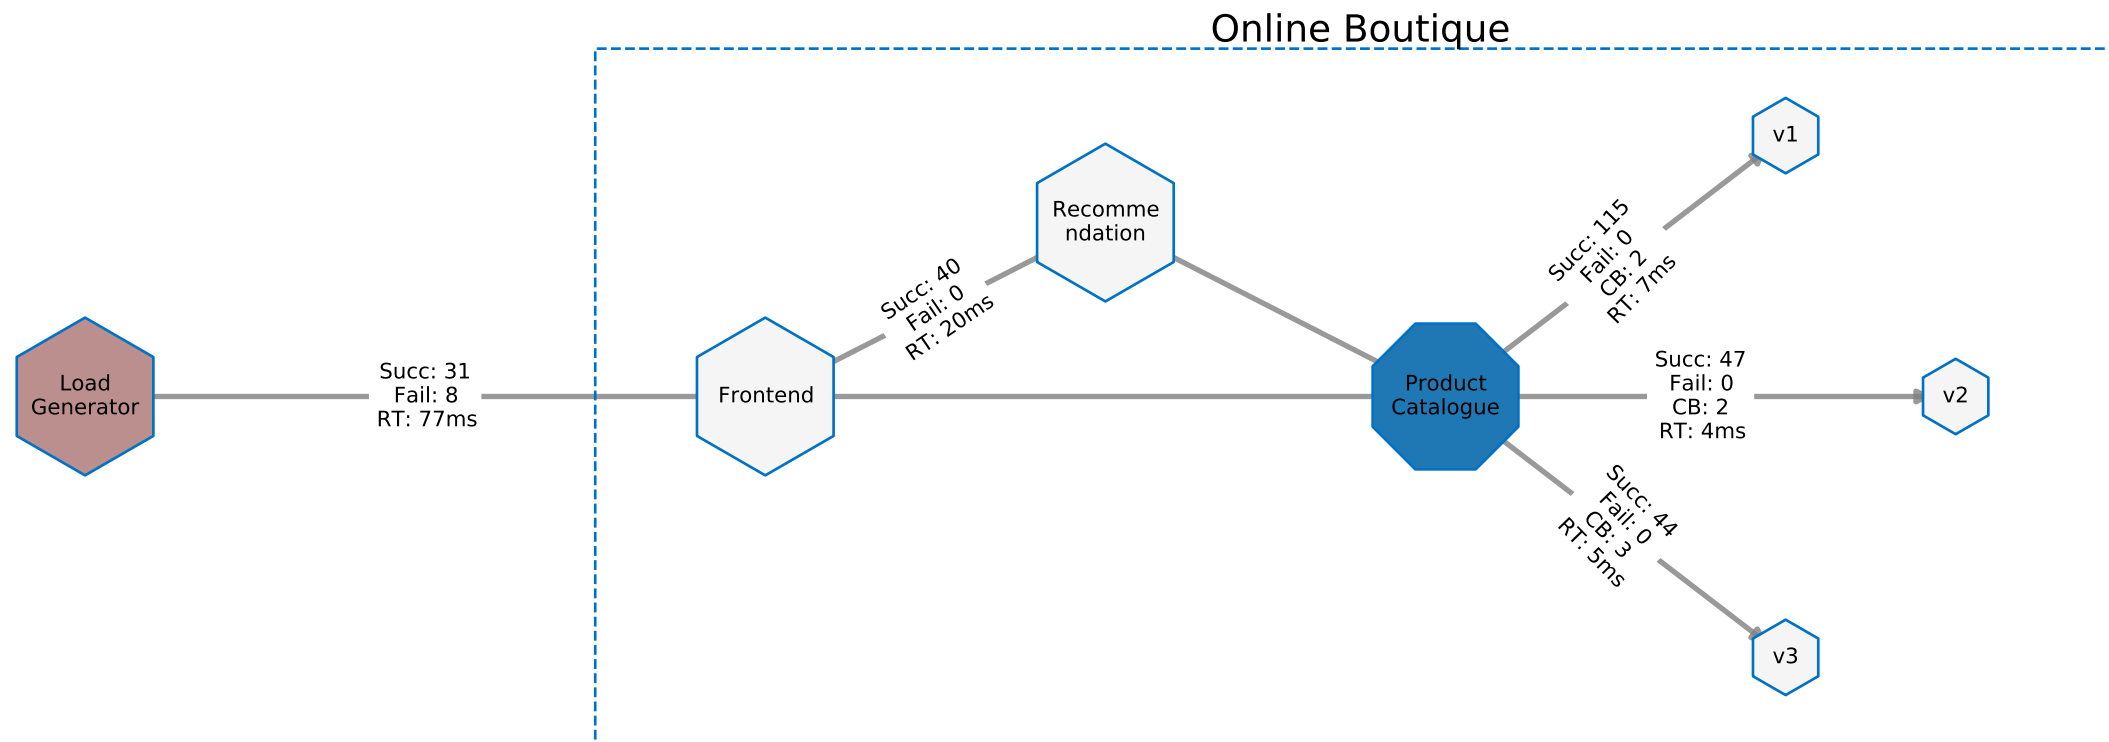 Online Boutique
v1
Recomme
ndation
Succ: 115
Fail: 0
CB: 2
RT: 7ms
Succ: 40
Fail: 0
RT: 20ms
Load
Generator
Succ: 31
Fail: 8
RT: 77ms
Frontend
Product
Catalogue
Succ: 47
Fail: 0
CB: 2
RT: 4ms
v2
Succ: 44
Fail: 0
CB: 3
RT: 5ms
v3